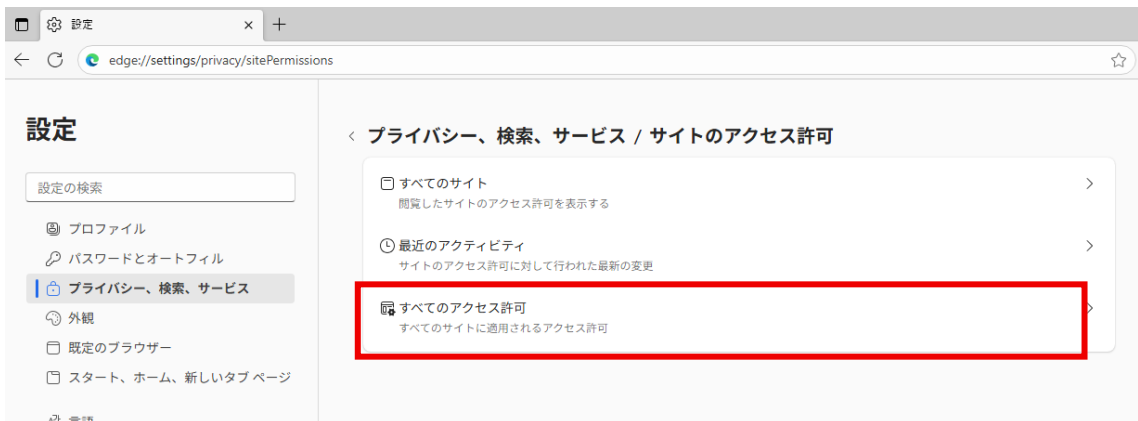 設定
edge://settings/privacy/sitePermissions
設定
設定の検索
プロファイル
パスワードとオートフィル
プライバシー、検索、サービス
外観
既定のブラウザー
スタート、ホーム、新しいタブ ページ
プライバシー、検索、サービス / サイトのアクセス許可
すべてのサイト
閲覧したサイトのアクセス許可を表示する
最近のアクティビティ
サイトのアクセス許可に対して行われた最新の変更
すべてのアクセス許可
すべてのサイトに適用されるアクセス許可